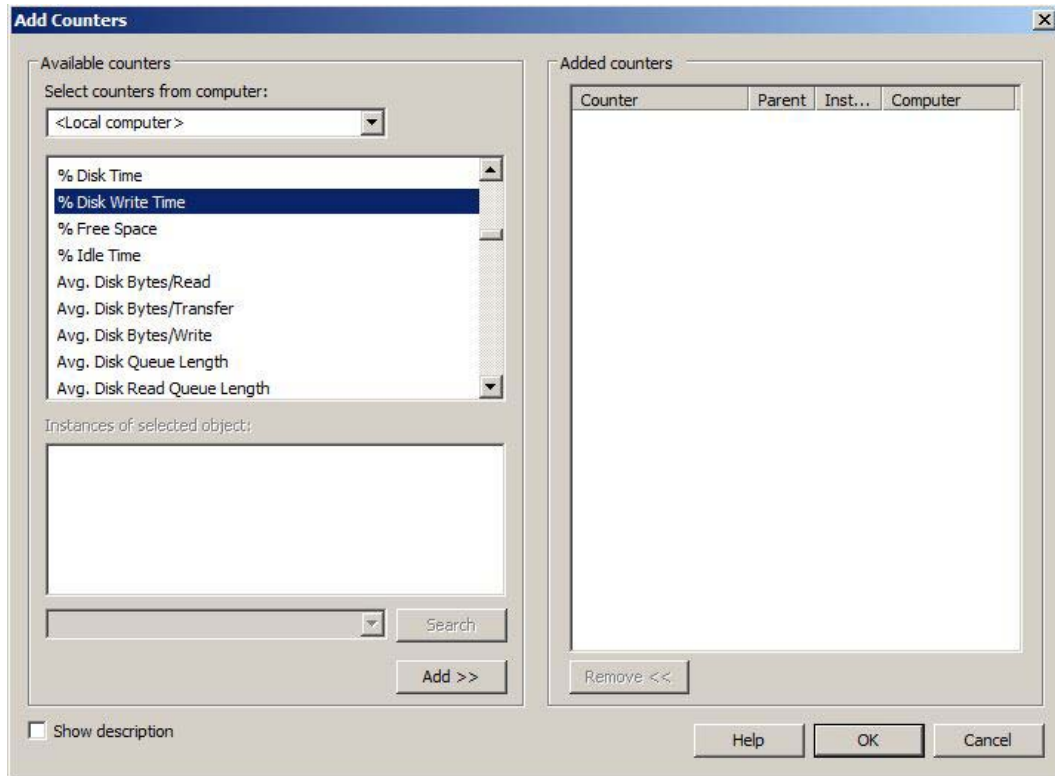 Add Counters
Available counters
Select counters from computer:
<Local computer>
% Disk Time
% Disk Write Time
% Free Space
% Idle Time
Avg. Disk Bytes/Read
Avg. Disk Bytes/Transfer
Avg. Disk Bytes/Write
Avg. Disk Queue Length
Avg. Disk Read Queue Length
Instances of selected object:
Search
Add >>
Show description
Added counters
Counter Parent Inst... Computer
Remove <<
Help OK Cancel